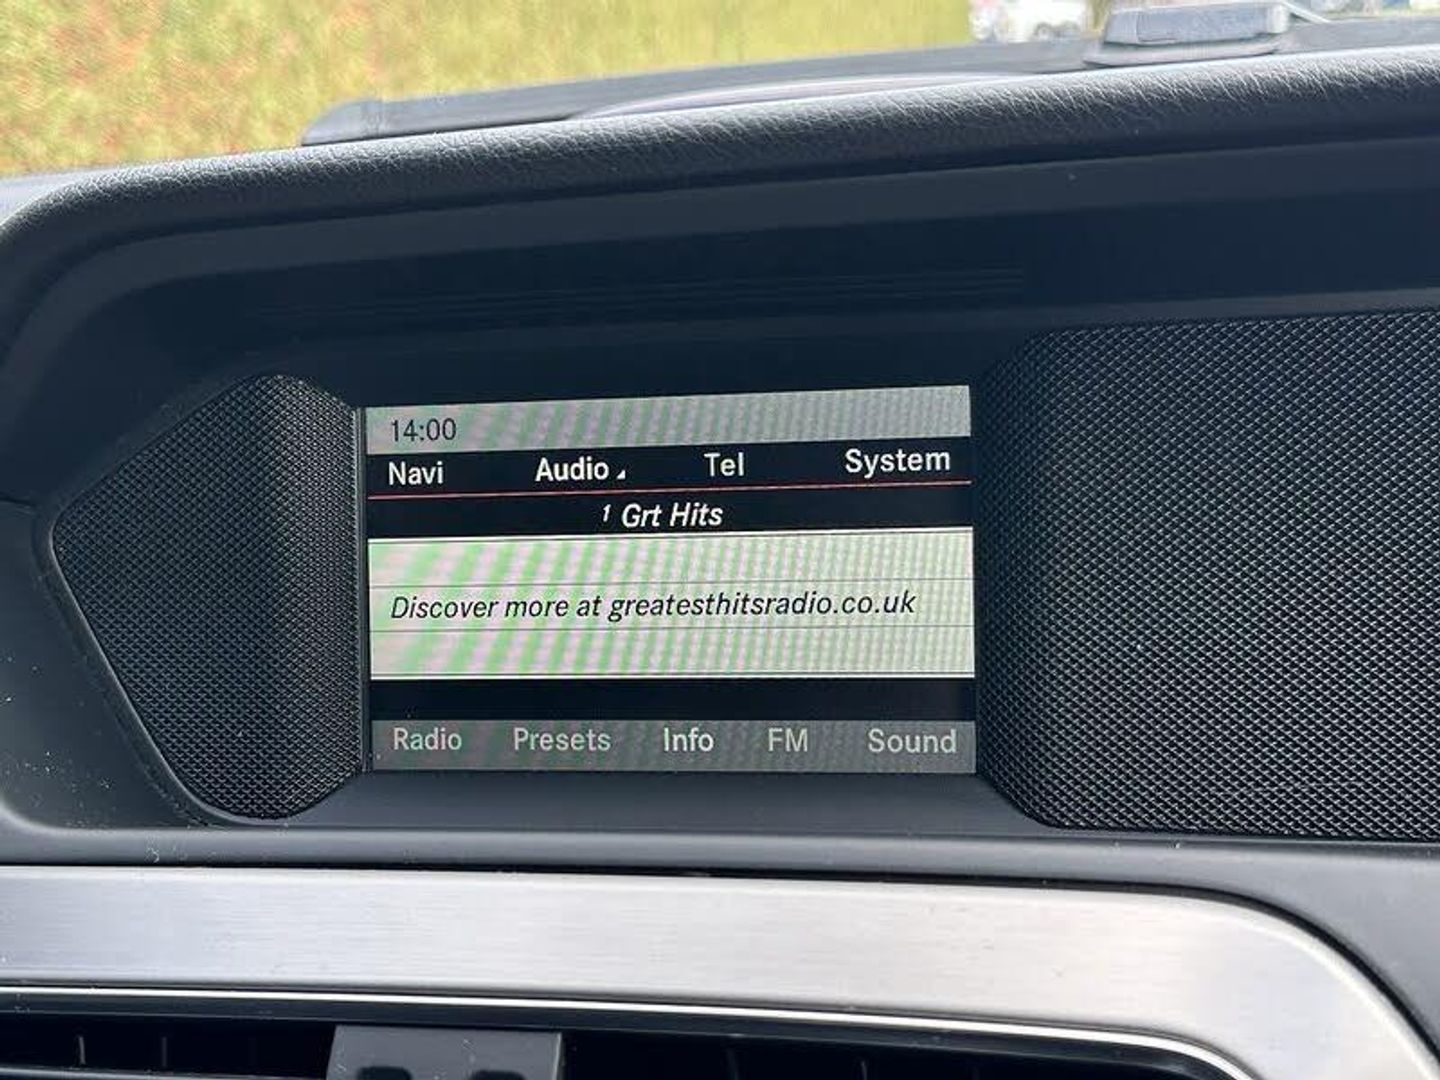 14:00
Navi Audio Tel System
1 Grt Hits
Discover more at greatesthitsradio.co.uk
Radio Presets Info FM Sound